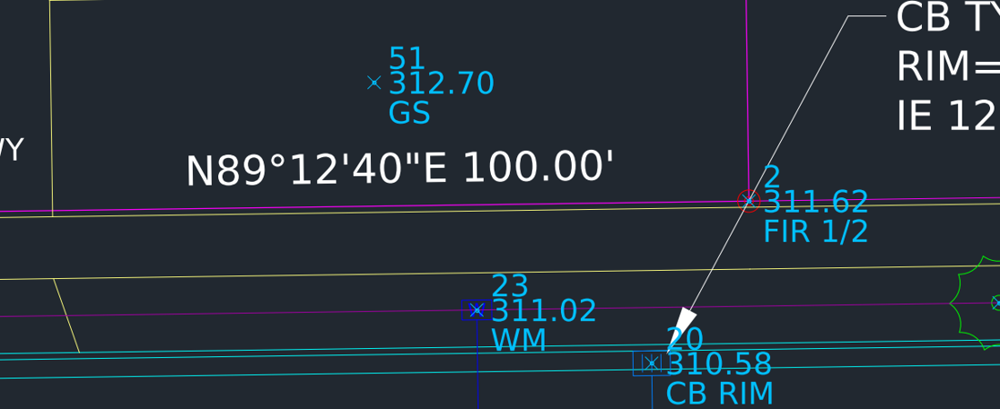 CB TY
RIM=
IE 12
51
312.70
GS
WY
N89°12'40"E 100.00'
2
311.62
FIR 1/2
23
311.02
WM
20
310.58
CB RIM